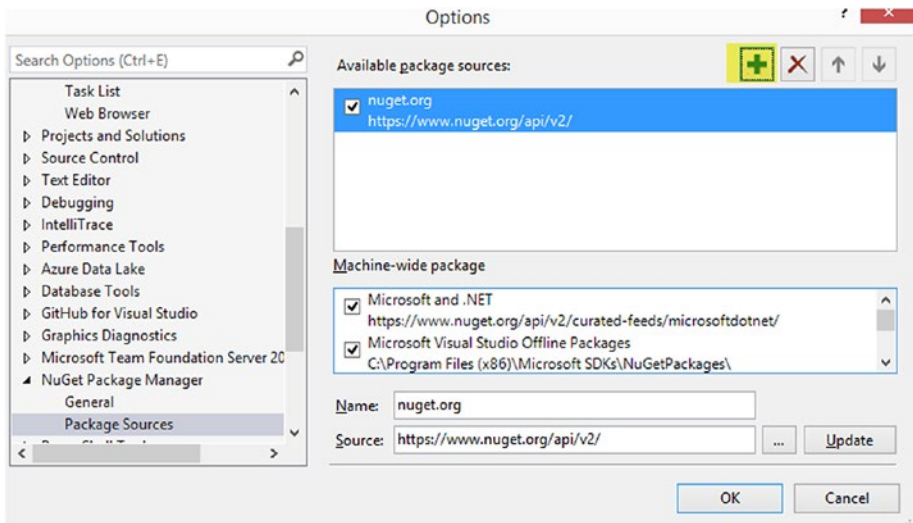 Options
?
Search Options (Ctrl+E)
Task List
Web Browser
Projects and Solutions
Source Control
Text Editor
Debugging
IntelliTrace
Performance Tools
Azure Data Lake
Database Tools
GitHub for Visual Studio
Graphics Diagnostics
Microsoft Team Foundation Server 20
NuGet Package Manager
General
Package Sources
Available package sources:
nuget.org
https://www.nuget.org/api/v2/
Machine-wide package
Microsoft and .NET
https://www.nuget.org/api/v2/curated-feeds/microsoftdotnet/
Microsoft Visual Studio Offline Packages
C:\Program Files (x86)\Microsoft SDKs\NuGetPackages\
Name: nuget.org
Source: https://www.nuget.org/api/v2/ ... Update
OK Cancel